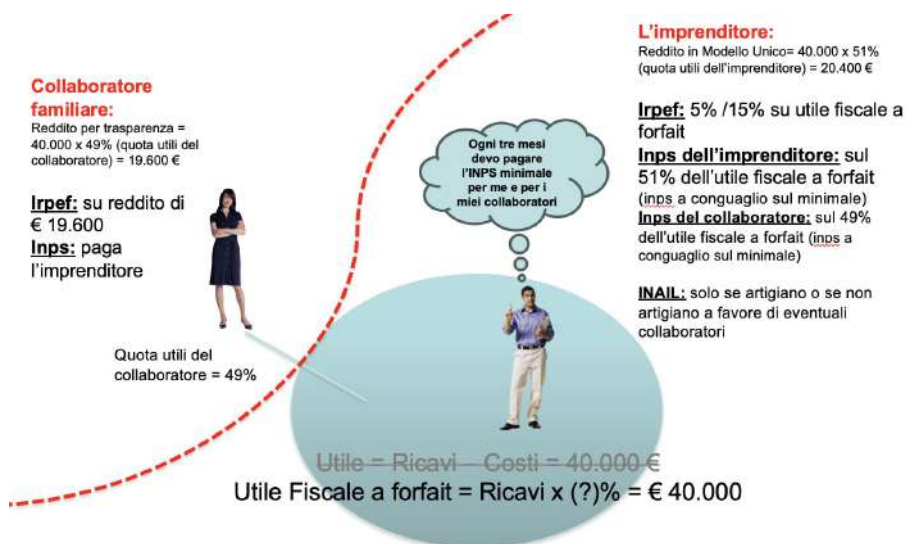 Collaboratore
familiare:
Reddito per trasparenza =
40.000 x 49% (quota utili del
collaboratore) = 19.600 €
Irpef: su reddito di
€ 19.600
Inps: paga
l'imprenditore
Quota utili del
collaboratore = 49%
Ogni tre mesi
devo pagare
l'INPS minimale
per me e per i
miei collaboratori
L'imprenditore:
Reddito in Modello Unico= 40.000 x 51%
(quota utili dell'imprenditore) = 20.400 €
Irpef: 5% /15% su utile fiscale a
forfait
Inps dell'imprenditore: sul
51% dell'utile fiscale a forfait
(inps a conguaglio sul minimale)
Inps del collaboratore: sul 49%
dell'utile fiscale a forfait (inps a
conguaglio sul minimale)
INAIL: solo se artigiano o se non
artigiano a favore di eventuali
collaboratori
Utile = Ricavi – Costi = 40.000 €
Utile Fiscale a forfait = Ricavi x (?)% = € 40.000